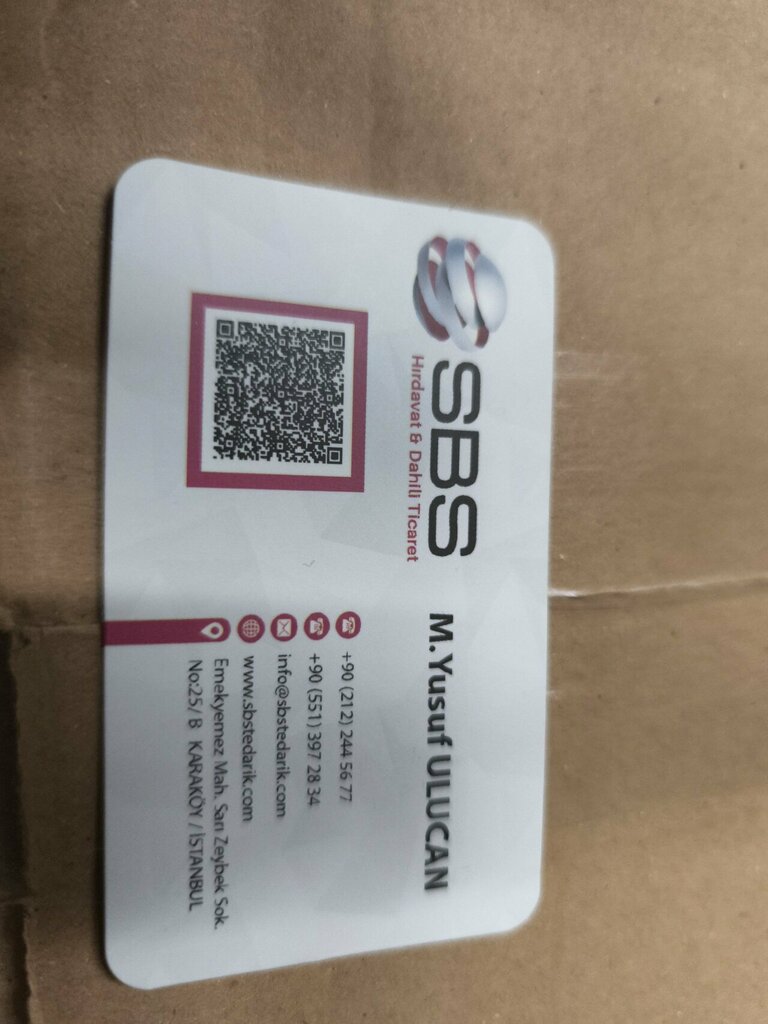 SBS
Hırdavat & Dahili Ticaret
M.Yusuf ULUCAN
+90 (212) 244 56 77
+90 (551) 397 28 34
info@sbstedarik.com
www.sbstedarik.com
Emekyemez Mah. Sarı Zeybek Sok.
No:25/ B KARAKÖY / İSTANBUL